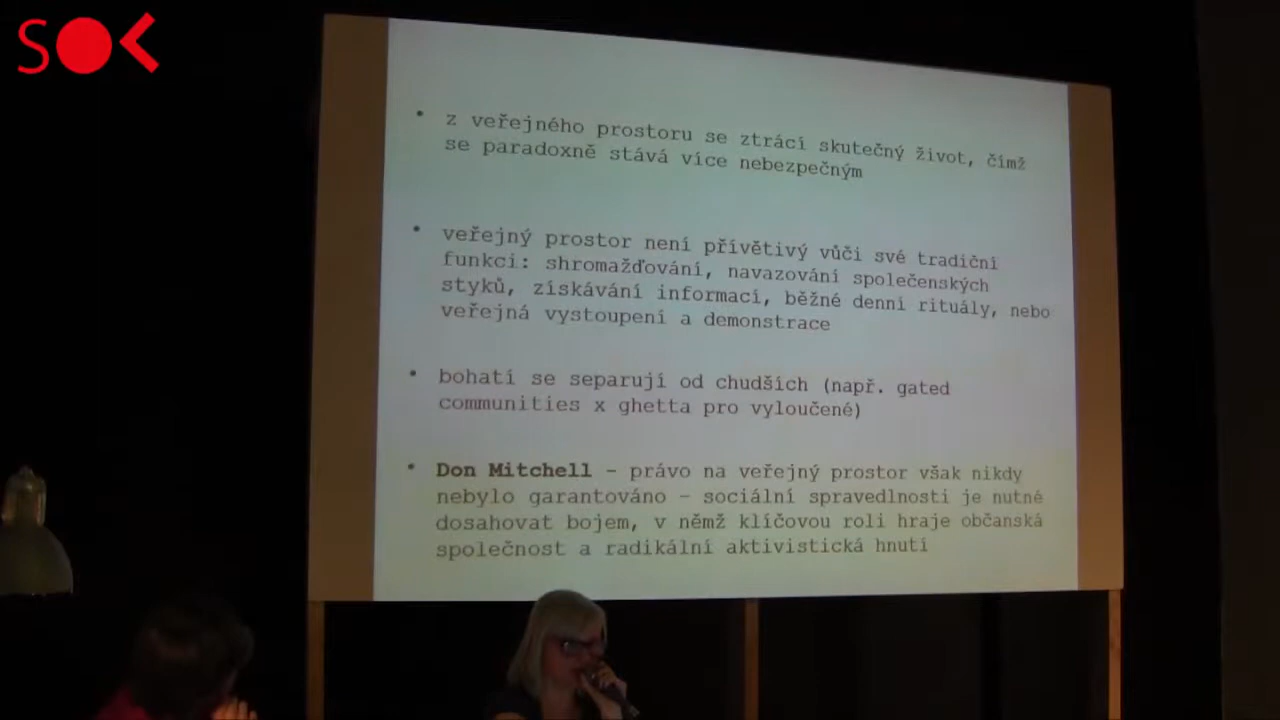 SOK
• z veřejného prostoru se ztrácí skutečný život, čímž
se paradoxně stává více nebezpečným
• veřejný prostor není přívětivý vůči své tradiční
funkci: shromažďování, navazování společenských
styků, získávání informací, běžné denní rituály, nebo
veřejná vystoupení a demonstrace
• bohatí se separují od chudších (např. gated
communities x ghetta pro vyloučené)
• Don Mitchell – právo na veřejný prostor však nikdy
nebylo garantováno – sociální spravedlnosti je nutné
dosahovat bojem, v němž klíčovou roli hraje občanská
společnost a radikální aktivistická hnutí